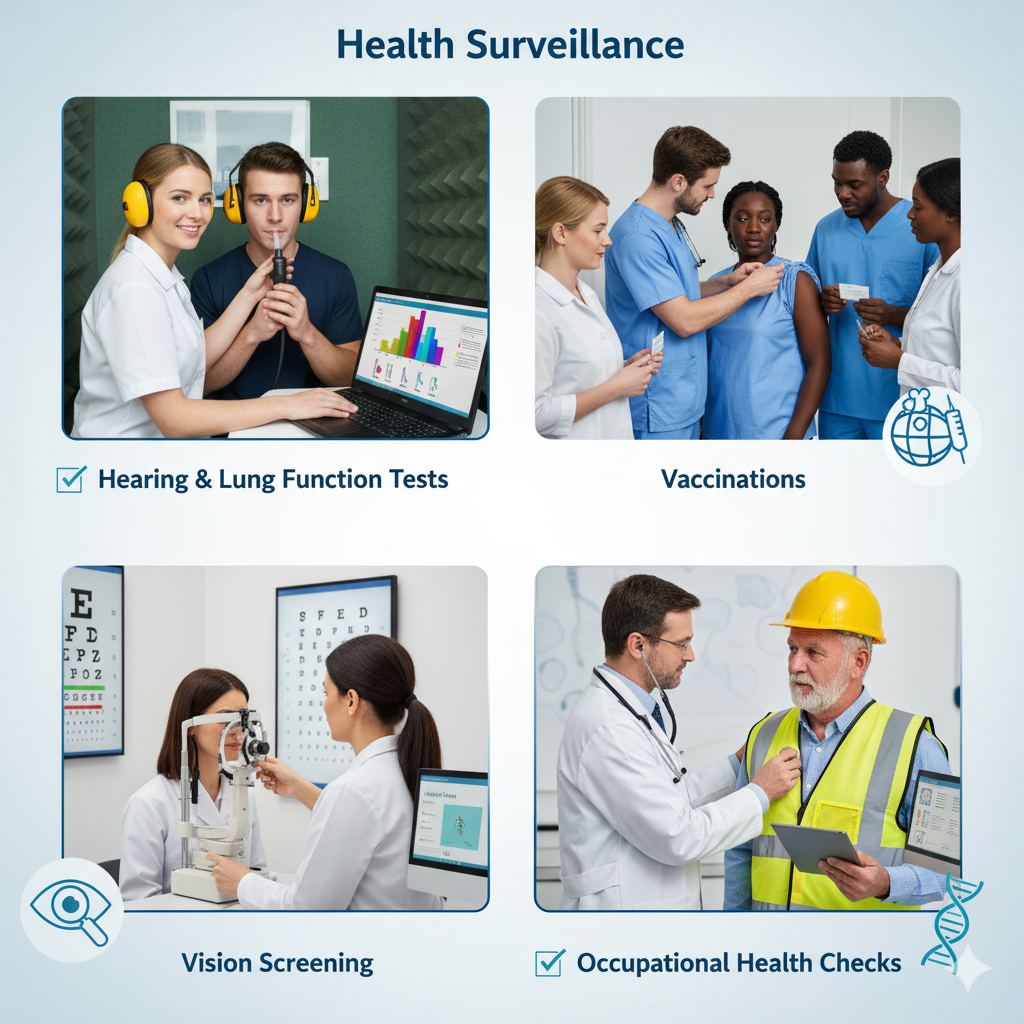 Health Surveillance
Hearing & Lung Function Tests
Vaccinations
E
F D
E P Z
P O Z
S F E D
Vision Screening
Occupational Health Checks